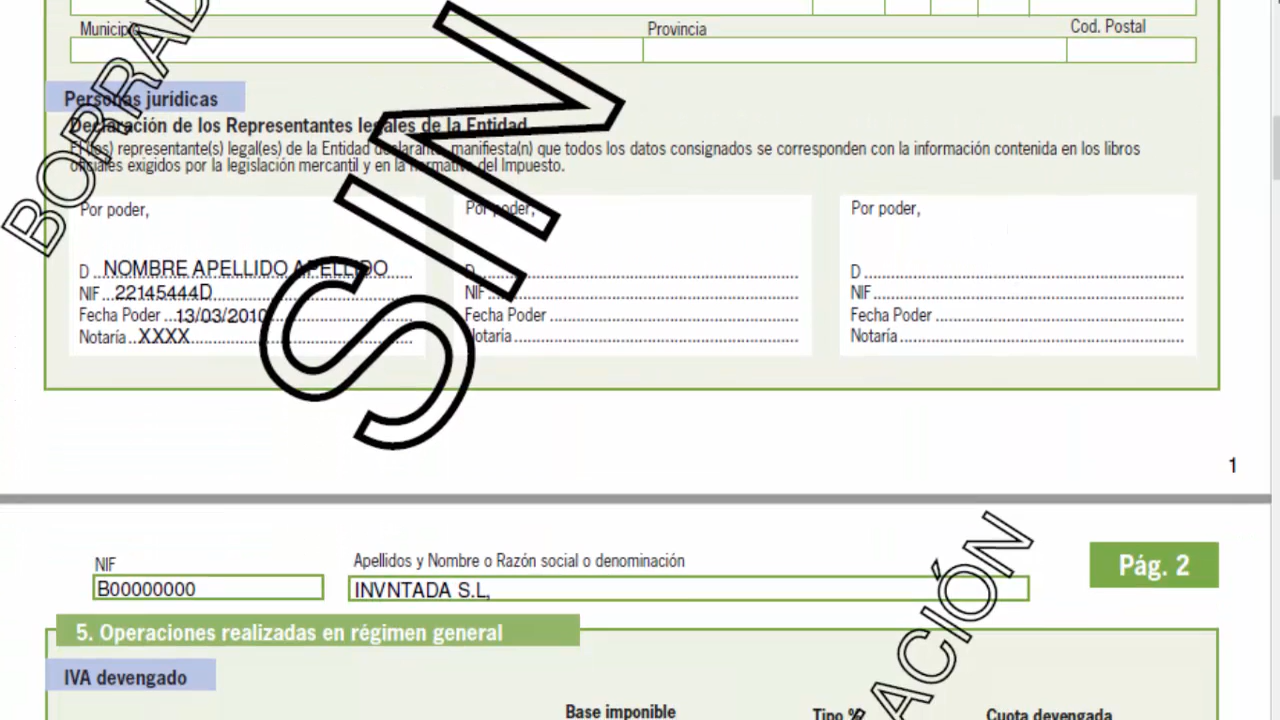 Municipio Provincia Cod. Postal
Personas jurídicas
Declaración de los Representantes legales de la Entidad
El (los) representante(s) legal(es) de la Entidad declarante, manifiesta(n) que todos los datos consignados se corresponden con la información contenida en los libros
oficiales exigidos por la legislación mercantil y en la normativa del Impuesto.
Por poder,
D NOMBRE APELLIDO APELLIDO
NIF 22145444D
Fecha Poder 13/03/2010
Notaría XXXX
Por poder,
D
NIF
Fecha Poder
Notaría
Por poder,
D
NIF
Fecha Poder
Notaría
BORRAD
SIN
1
NIF Apellidos y Nombre o Razón social o denominación
B00000000 INVNTADA S.L,
Pág. 2
5. Operaciones realizadas en régimen general
IVA devengado
Base imponible Tipo % Cuota devengada
ACIÓN